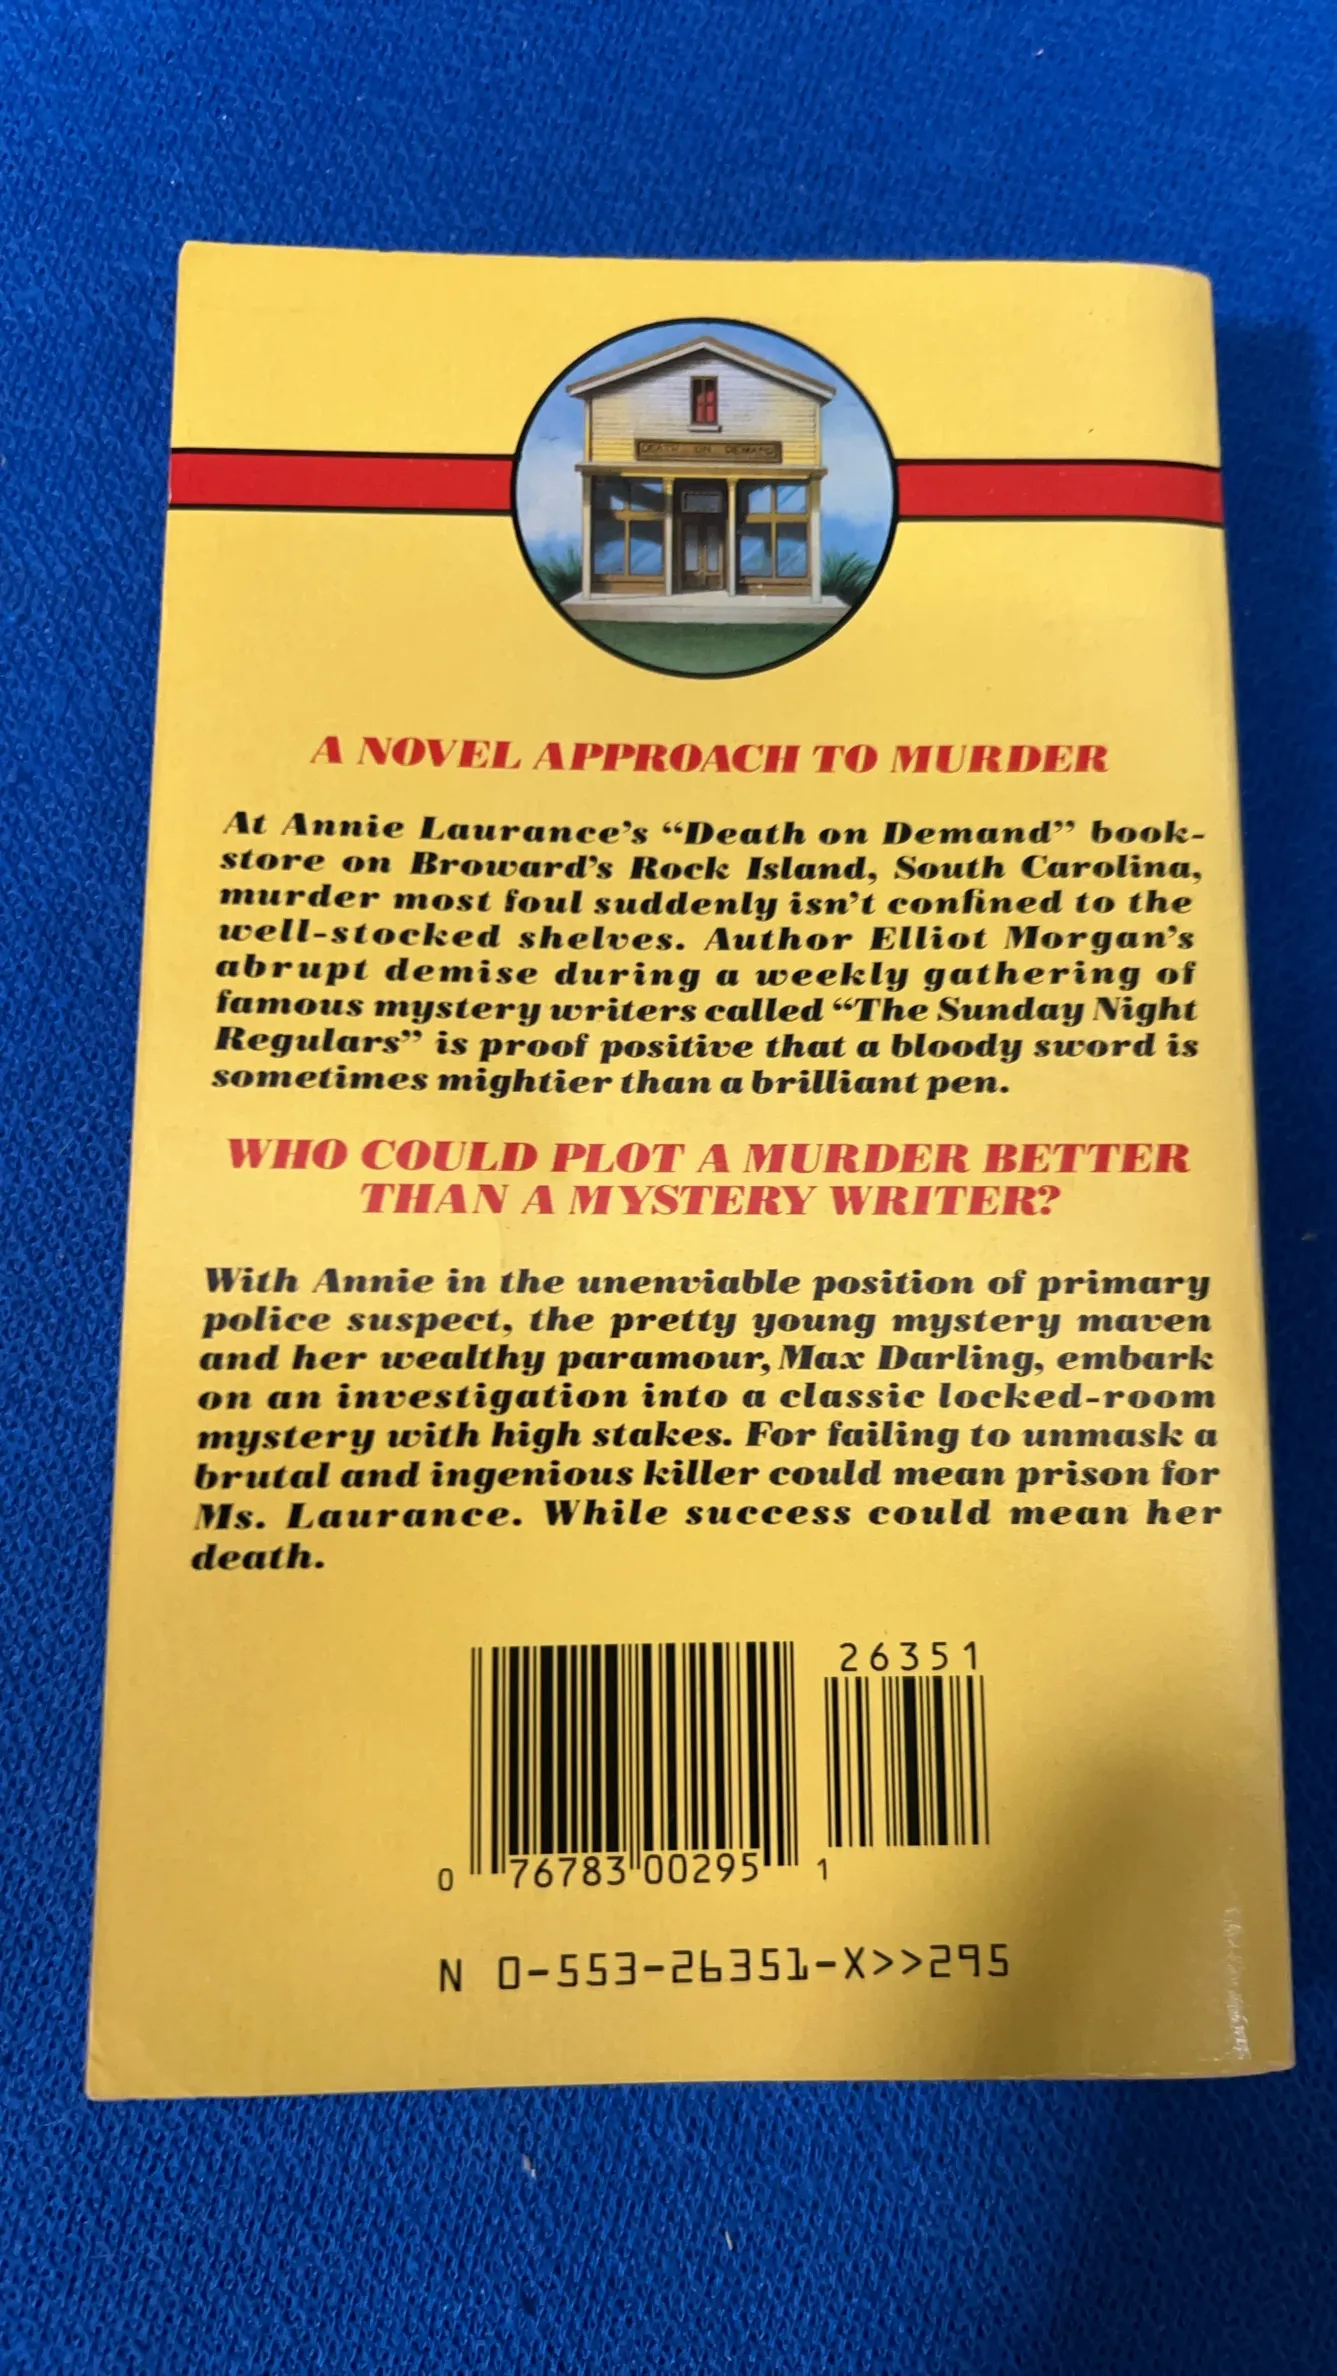 DEATH ON DEMAND
A NOVEL APPROACH TO MURDER
At Annie Laurance's “Death on Demand” book-
store on Broward's Rock Island, South Carolina,
murder most foul suddenly isn't confined to the
well-stocked shelves. Author Elliot Morgan's
abrupt demise during a weekly gathering of
famous mystery writers called “The Sunday Night
Regulars” is proof positive that a bloody sword is
sometimes mightier than a brilliant pen.
WHO COULD PLOT A MURDER BETTER
THAN A MYSTERY WRITER?
With Annie in the unenviable position of primary
police suspect, the pretty young mystery maven
and her wealthy paramour, Max Darling, embark
on an investigation into a classic locked-room
mystery with high stakes. For failing to unmask a
brutal and ingenious killer could mean prison for
Ms. Laurance. While success could mean her
death.
26351
0 76783 00295 1
N 0-553-26351-X>>295